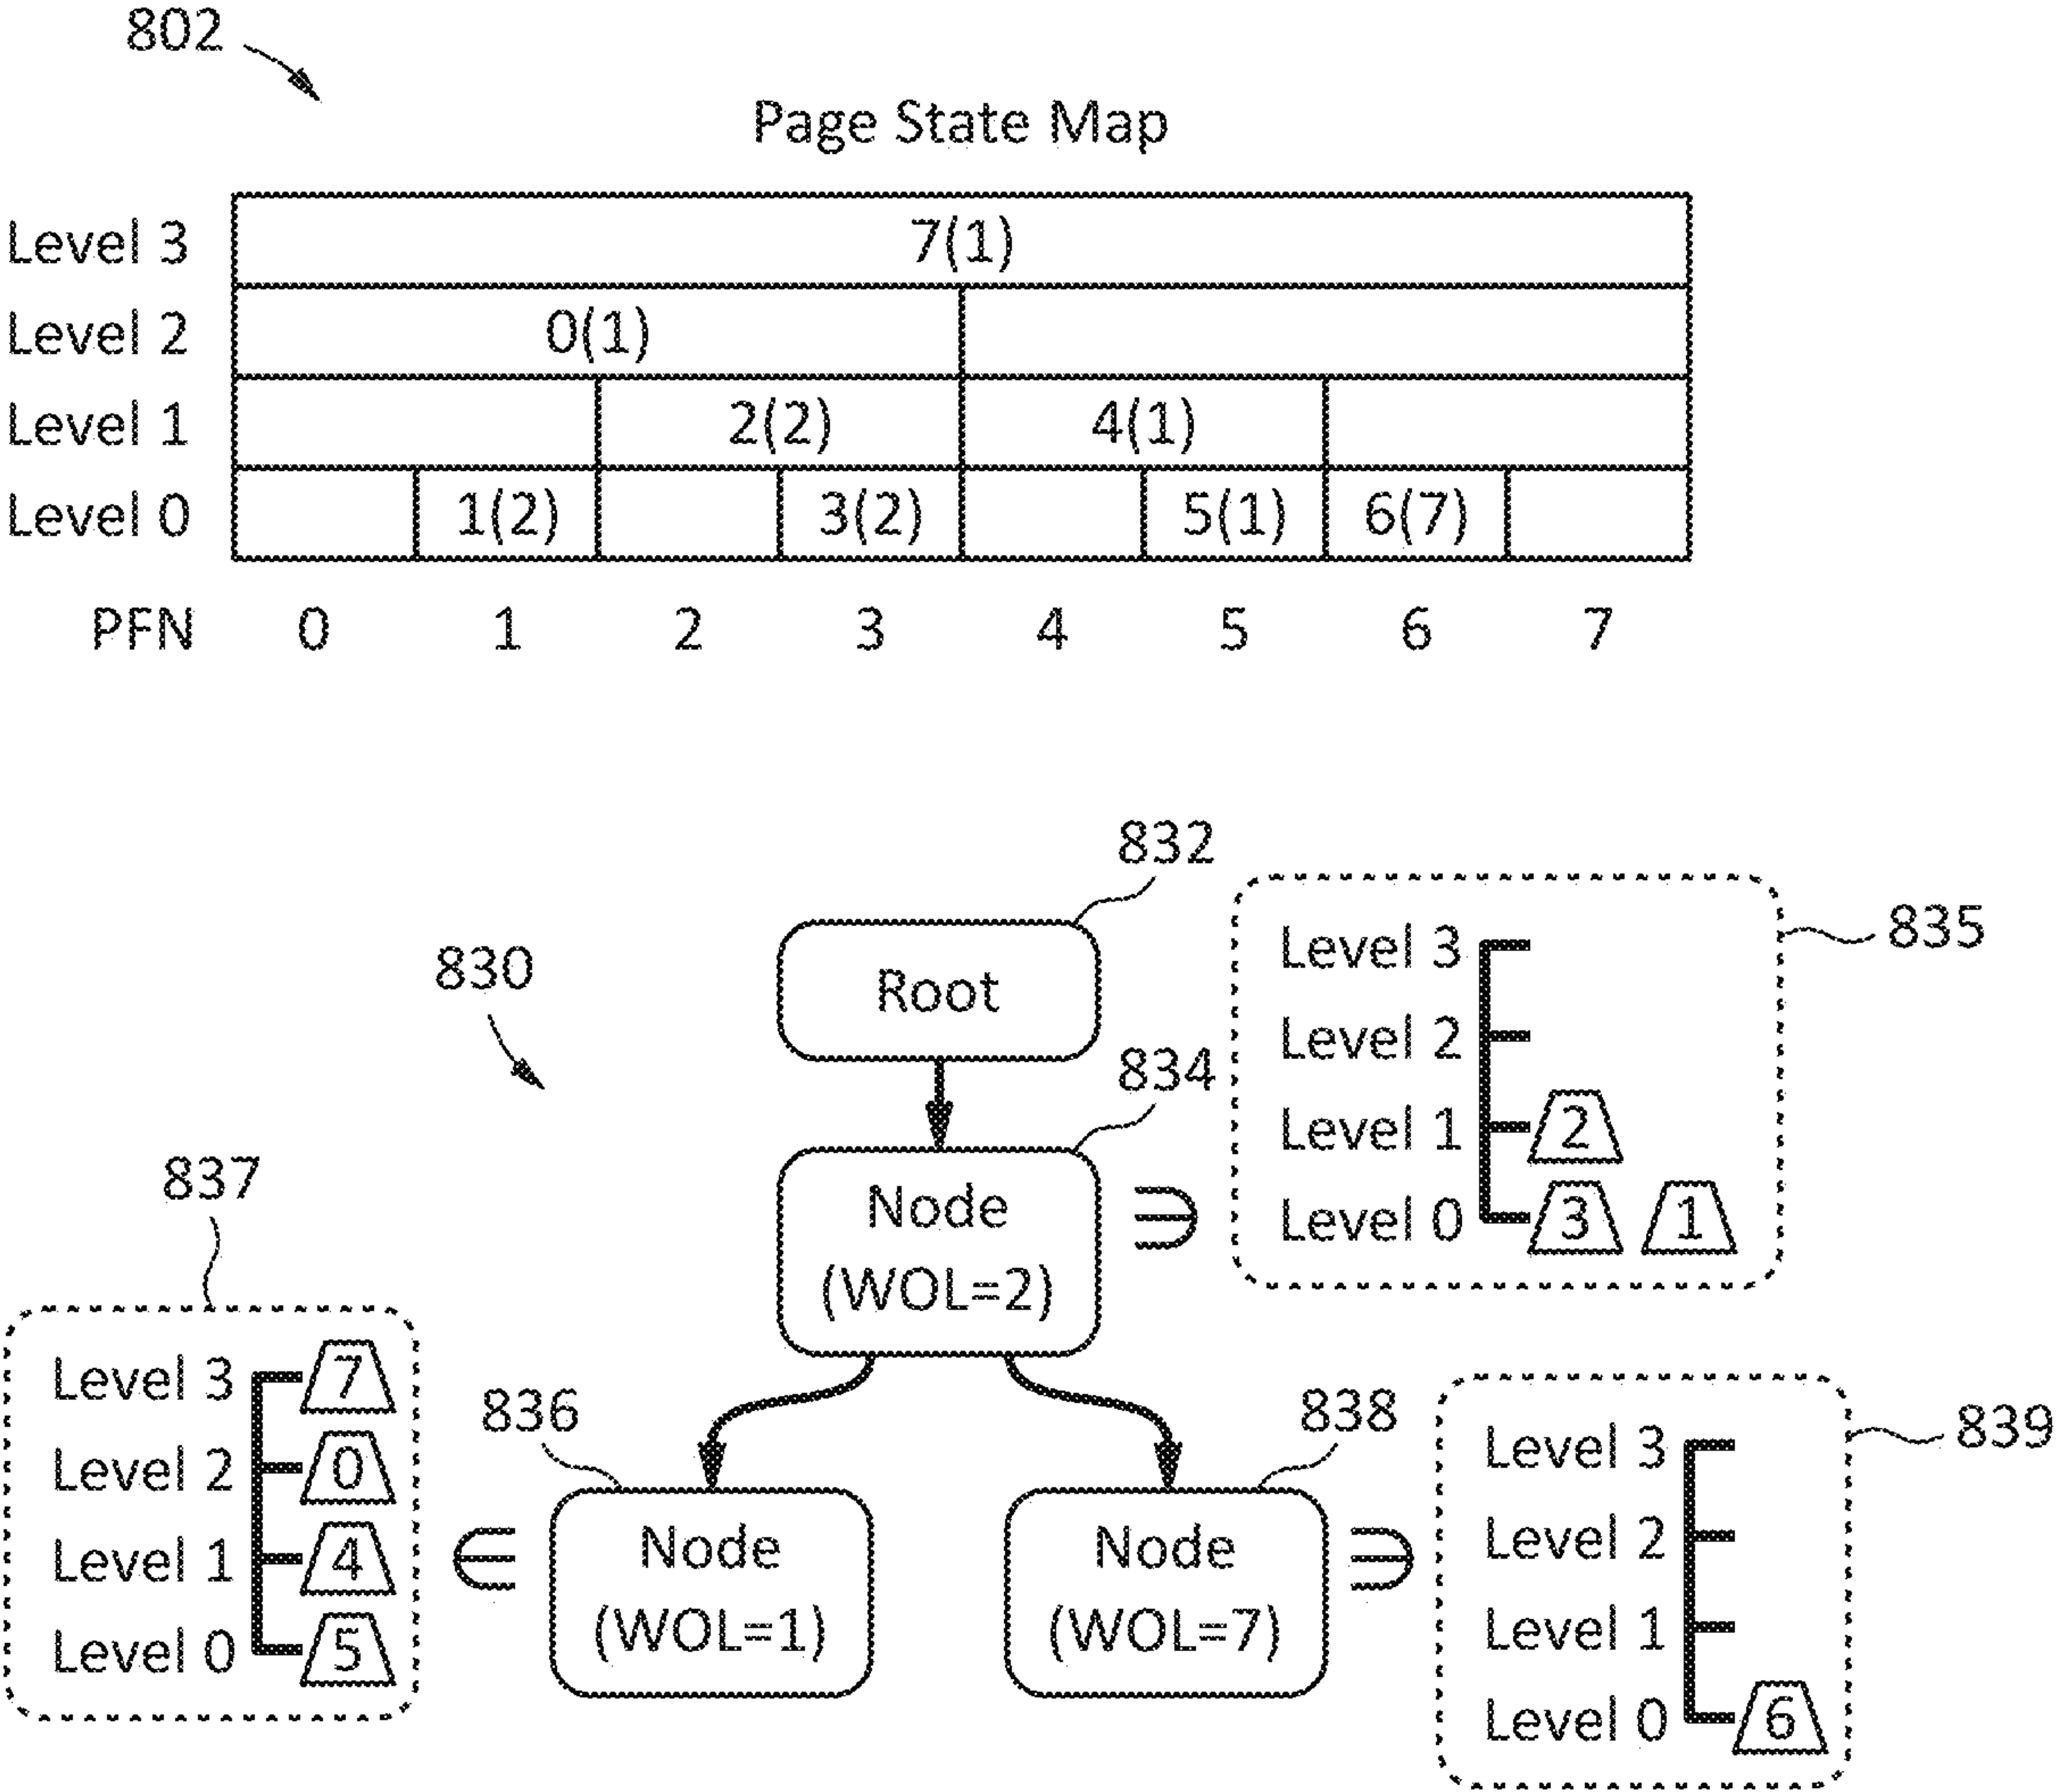 802
Page State Map
Level 3 7(1)
Level 2 0(1)
Level 1 2(2) 4(1)
Level 0 1(2) 3(2) 5(1) 6(7)
PFN 0 1 2 3 4 5 6 7
830
832
Root
834
Node
(WOL=2)
835
Level 3
Level 2
Level 1 2
Level 0 3 1
837
Level 3 7
Level 2 0
Level 1 4
Level 0 5
836
Node
(WOL=1)
838
Node
(WOL=7)
839
Level 3
Level 2
Level 1
Level 0 6